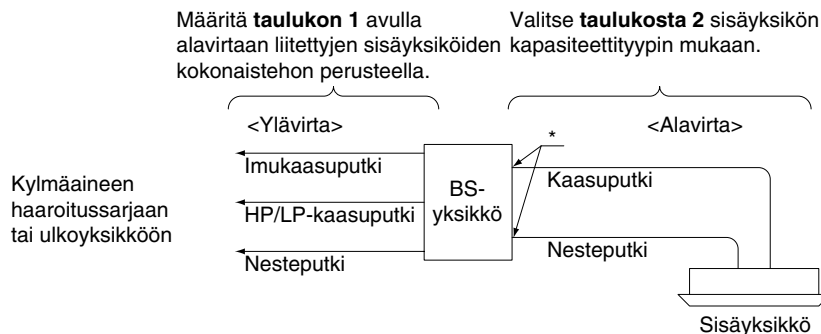 Määritä taulukon 1 avulla
alavirtaan liitettyjen sisäyksiköiden
kokonaistehon perusteella.
Valitse taulukosta 2 sisäyksikön
kapasiteettityypin mukaan.
<Ylävirta>
*
<Alavirta>
Imukaasuputki
HP/LP-kaasuputki
Nesteputki
Kylmäaineen
haaroitussarjaan
tai ulkoyksikköön
BS-
yksikkö
Kaasuputki
Nesteputki
Sisäyksikkö